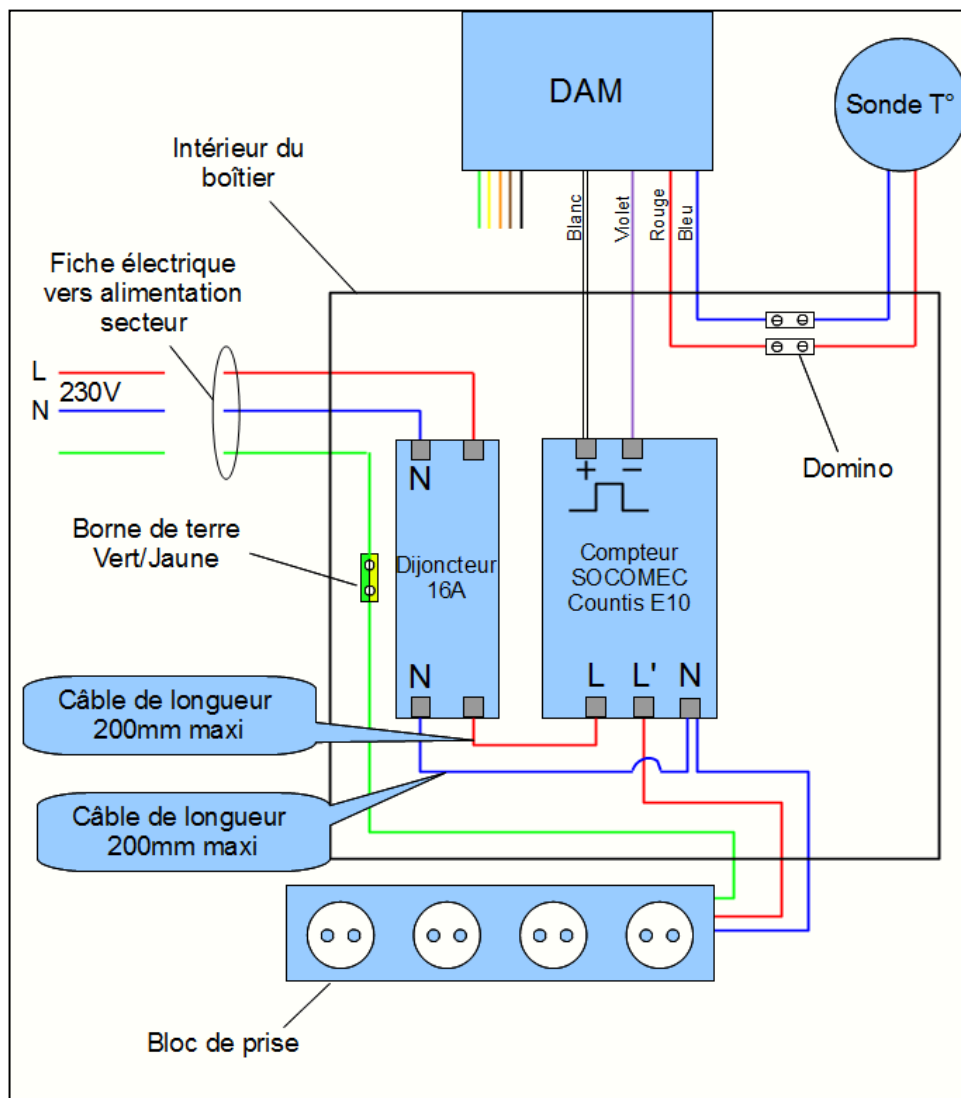 DAM
Sonde T°
Intérieur du
boîtier
Blanc
Violet
Rouge
Bleu
Fiche électrique
vers alimentation
secteur
L
230V
N
Domino
N
+
−
Borne de terre
Vert/Jaune
Dijoncteur
16A
Compteur
SOCOMEC
Countis E10
N
L
L'
N
Câble de longueur
200mm maxi
Câble de longueur
200mm maxi
Bloc de prise